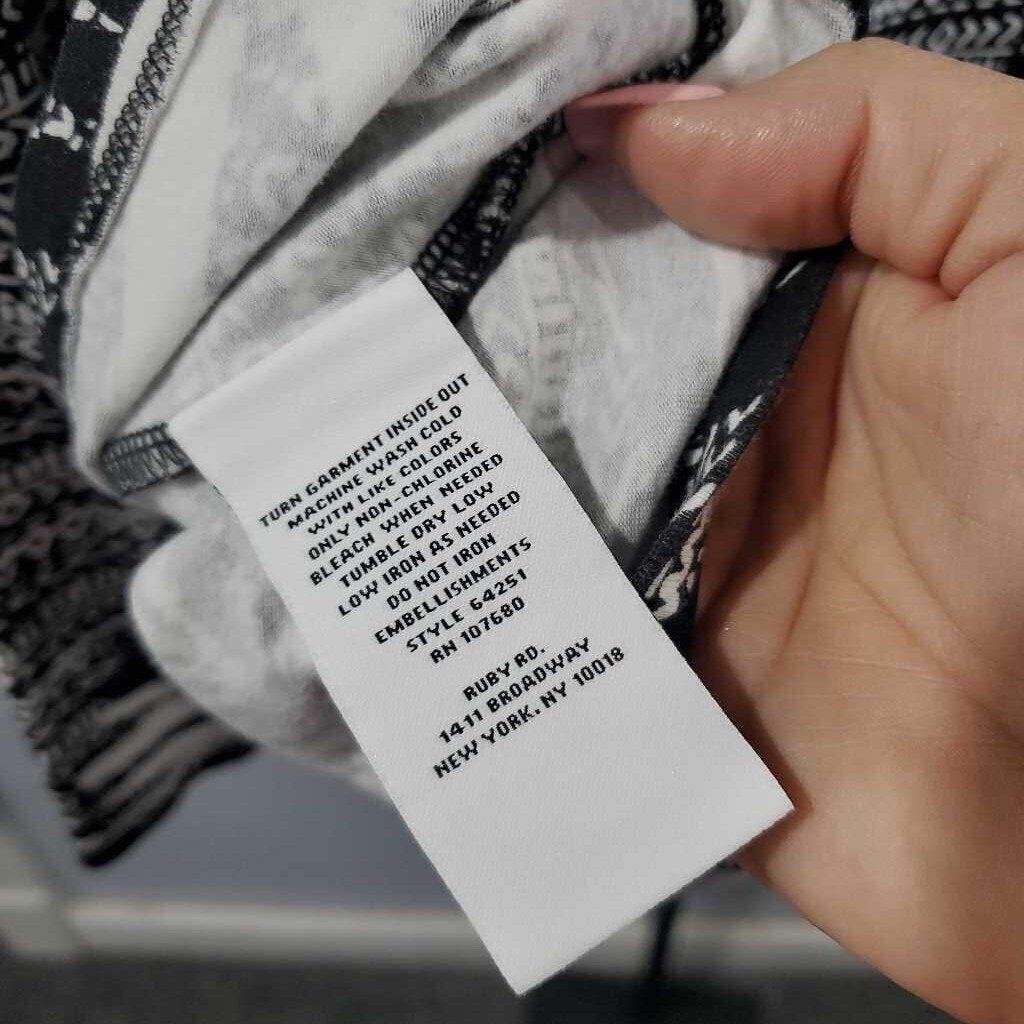 TURN GARMENT INSIDE OUT
MACHINE WASH COLD
WITH LIKE COLORS
ONLY NON-CHLORINE
BLEACH WHEN NEEDED
TUMBLE DRY LOW
LOW IRON AS NEEDED
DO NOT IRON
EMBELLISHMENTS
STYLE 64251
RN 107680
RUBY RD.
1411 BROADWAY
NEW YORK, NY 10018